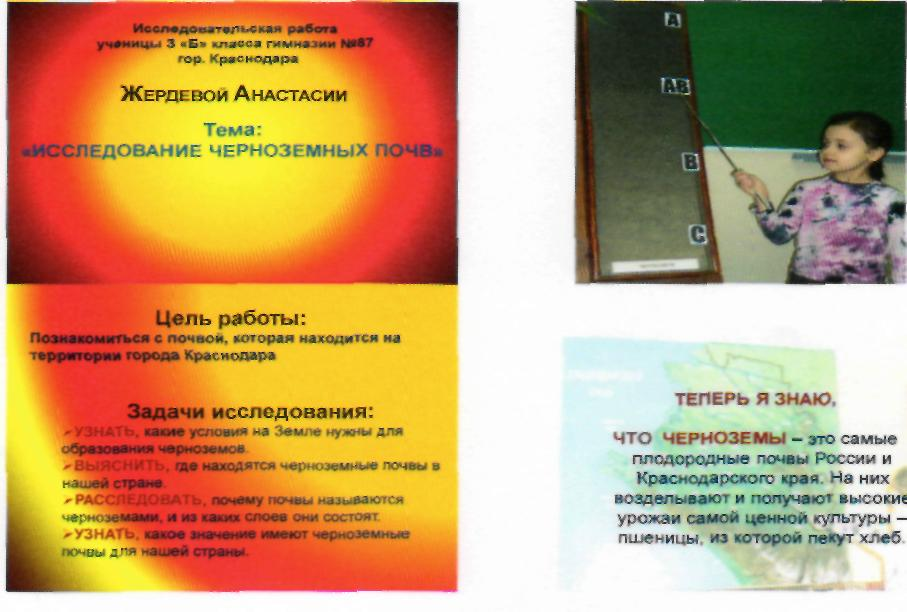 Исследовательская работа
ученицы 3 «Б» класса гимназии №87
гор. Краснодара
ЖЕРДЕВОЙ АНАСТАСИИ
Тема:
«ИССЛЕДОВАНИЕ ЧЕРНОЗЕМНЫХ ПОЧВ»
Цель работы:
Познакомиться с почвой, которая находится на
территории города Краснодара
Задачи исследования:
➢УЗНАТЬ, какие условия на Земле нужны для
образования черноземов.
➢ВЫЯСНИТЬ, где находятся черноземные почвы в
нашей стране.
➢РАССЛЕДОВАТЬ, почему почвы называются
черноземами, и из каких слоев они состоят.
➢УЗНАТЬ, какое значение имеют черноземные
почвы для нашей страны.
A
AB
B
C
ТЕПЕРЬ Я ЗНАЮ,
ЧТО ЧЕРНОЗЕМЫ – это самые
плодородные почвы России и
Краснодарского края. На них
возделывают и получают высокие
урожаи самой ценной культуры –
пшеницы, из которой пекут хлеб.